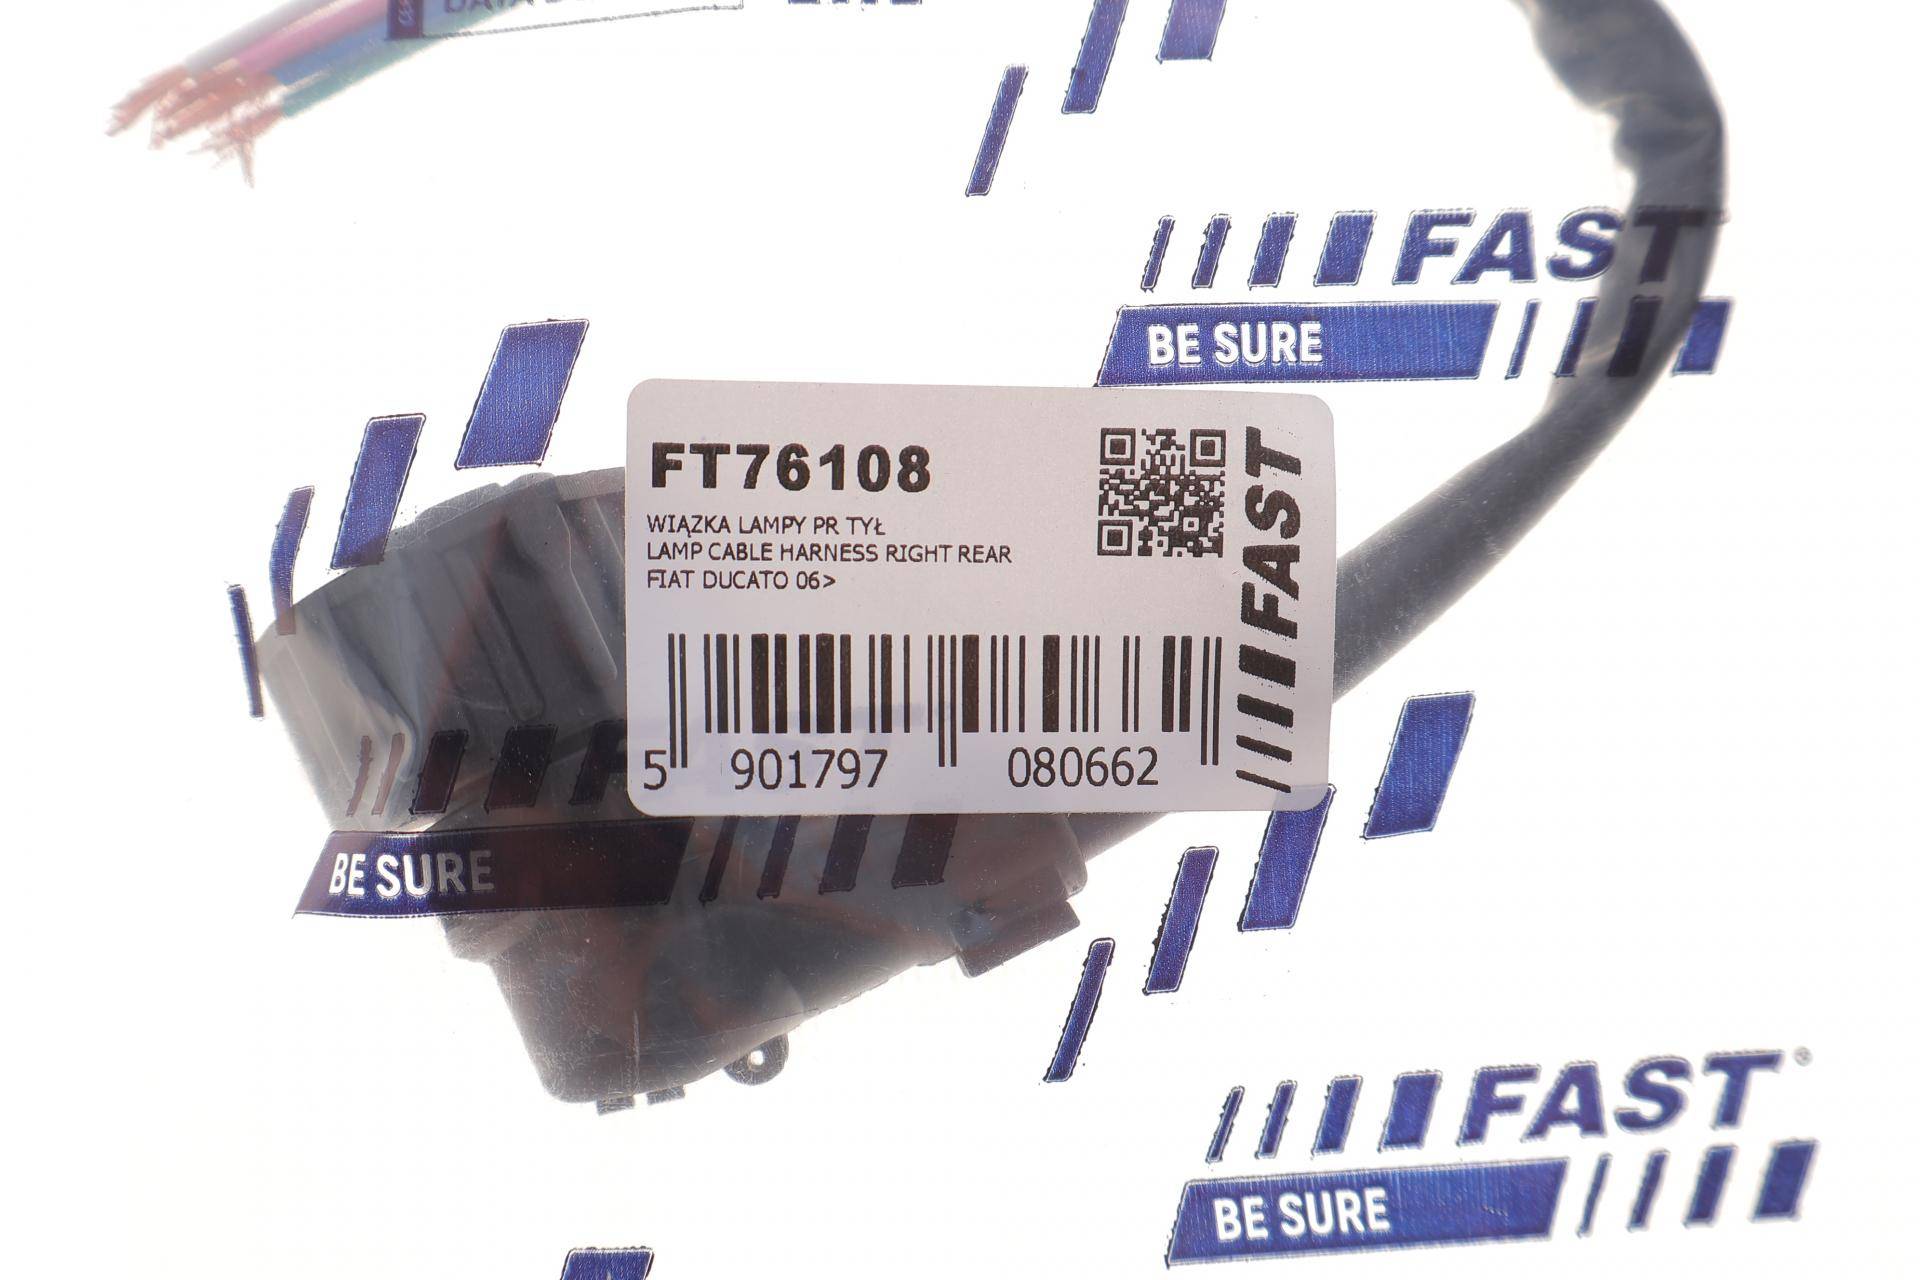 FAST
BE SURE
FT76108
WIĄZKA LAMPY PR TYŁ
LAMP CABLE HARNESS RIGHT REAR
FIAT DUCATO 06>
5 901797 080662
FAST
BE SURE
FAST®
BE SURE